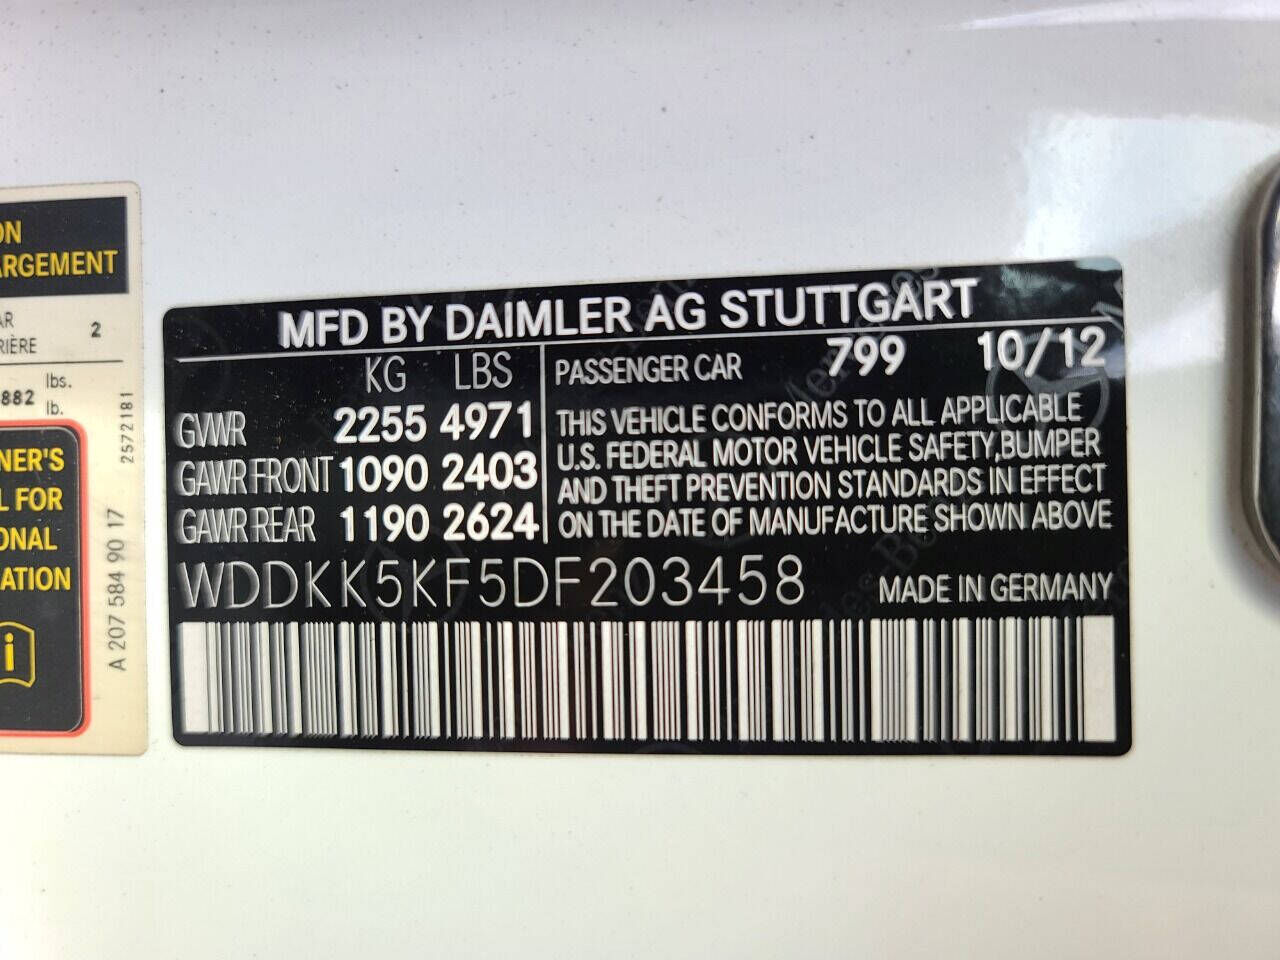 ON
ARGEMENT
AR
RIÈRE
2
882
lbs.
lb.
NER'S
L FOR
ONAL
ATION
i
2572181
A 207 584 90 17
MFD BY DAIMLER AG STUTTGART
KG LBS
GVWR 2255 4971
GAWR FRONT 1090 2403
GAWR REAR 1190 2624
PASSENGER CAR 799 10/12
THIS VEHICLE CONFORMS TO ALL APPLICABLE
U.S. FEDERAL MOTOR VEHICLE SAFETY,BUMPER
AND THEFT PREVENTION STANDARDS IN EFFECT
ON THE DATE OF MANUFACTURE SHOWN ABOVE
WDDKK5KF5DF203458 MADE IN GERMANY